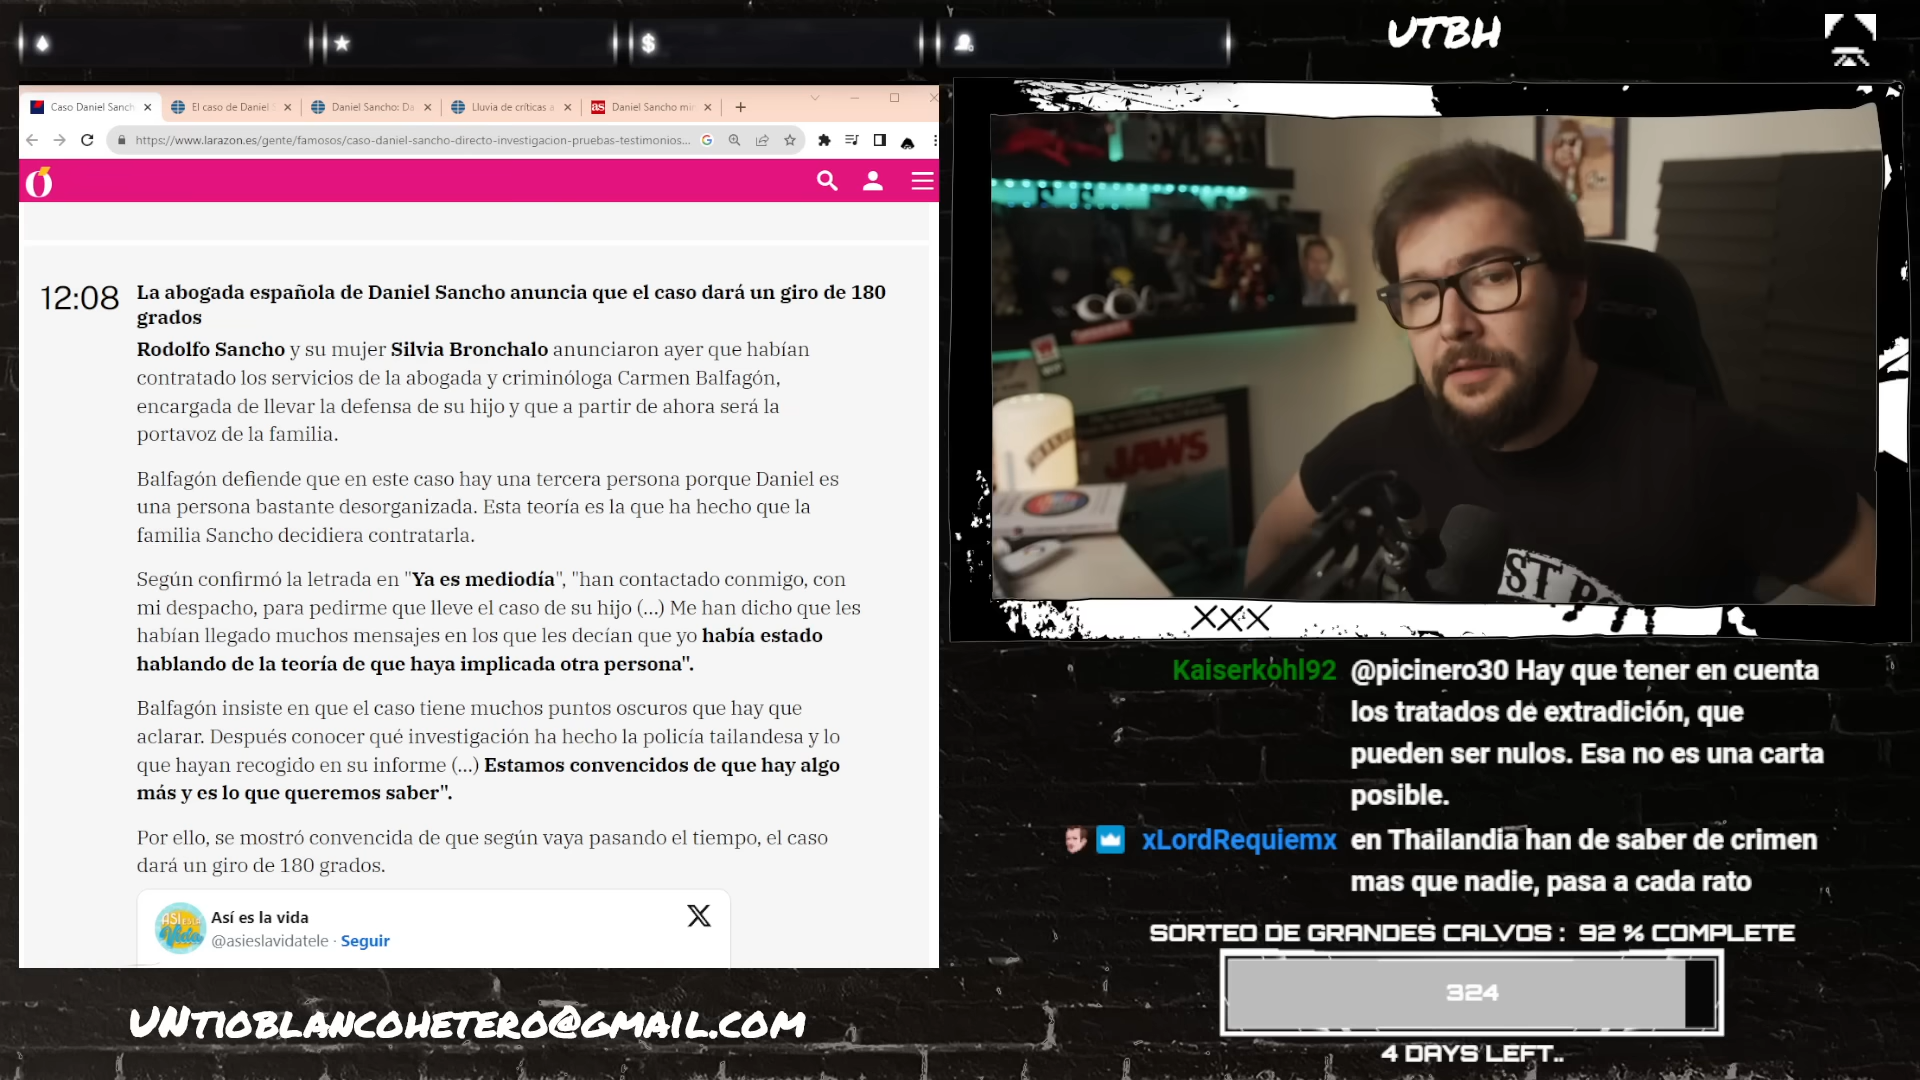 UTBH
Caso Daniel Sanch
El caso de Daniel S
Daniel Sancho: Da
Lluvia de críticas a
as Daniel Sancho mi
https://www.larazon.es/gente/famosos/caso-daniel-sancho-directo-investigacion-pruebas-testimonios...
12:08
La abogada española de Daniel Sancho anuncia que el caso dará un giro de 180
grados
Rodolfo Sancho y su mujer Silvia Bronchalo anunciaron ayer que habían
contratado los servicios de la abogada y criminóloga Carmen Balfagón,
encargada de llevar la defensa de su hijo y que a partir de ahora será la
portavoz de la familia.
Balfagón defiende que en este caso hay una tercera persona porque Daniel es
una persona bastante desorganizada. Esta teoría es la que ha hecho que la
familia Sancho decidiera contratarla.
Según confirmó la letrada en "Ya es mediodía", "han contactado conmigo, con
mi despacho, para pedirme que lleve el caso de su hijo (...) Me han dicho que les
habían llegado muchos mensajes en los que les decían que yo había estado
hablando de la teoría de que haya implicada otra persona".
Balfagón insiste en que el caso tiene muchos puntos oscuros que hay que
aclarar. Después conocer qué investigación ha hecho la policía tailandesa y lo
que hayan recogido en su informe (...) Estamos convencidos de que hay algo
más y es lo que queremos saber".
Por ello, se mostró convencida de que según vaya pasando el tiempo, el caso
dará un giro de 180 grados.
ASÍ ES LA Vida
Así es la vida
@asieslavidatele · Seguir
JAWS
XXX
Kaiserkohl92 @picinero30 Hay que tener en cuenta
los tratados de extradición, que
pueden ser nulos. Esa no es una carta
posible.
xLordRequiemx en Thailandia han de saber de crimen
mas que nadie, pasa a cada rato
SORTEO DE GRANDES CALVOS : 92 % COMPLETE
324
4 DAYS LEFT..
UNTIOBLANCOHETERO@GMAIL.COM